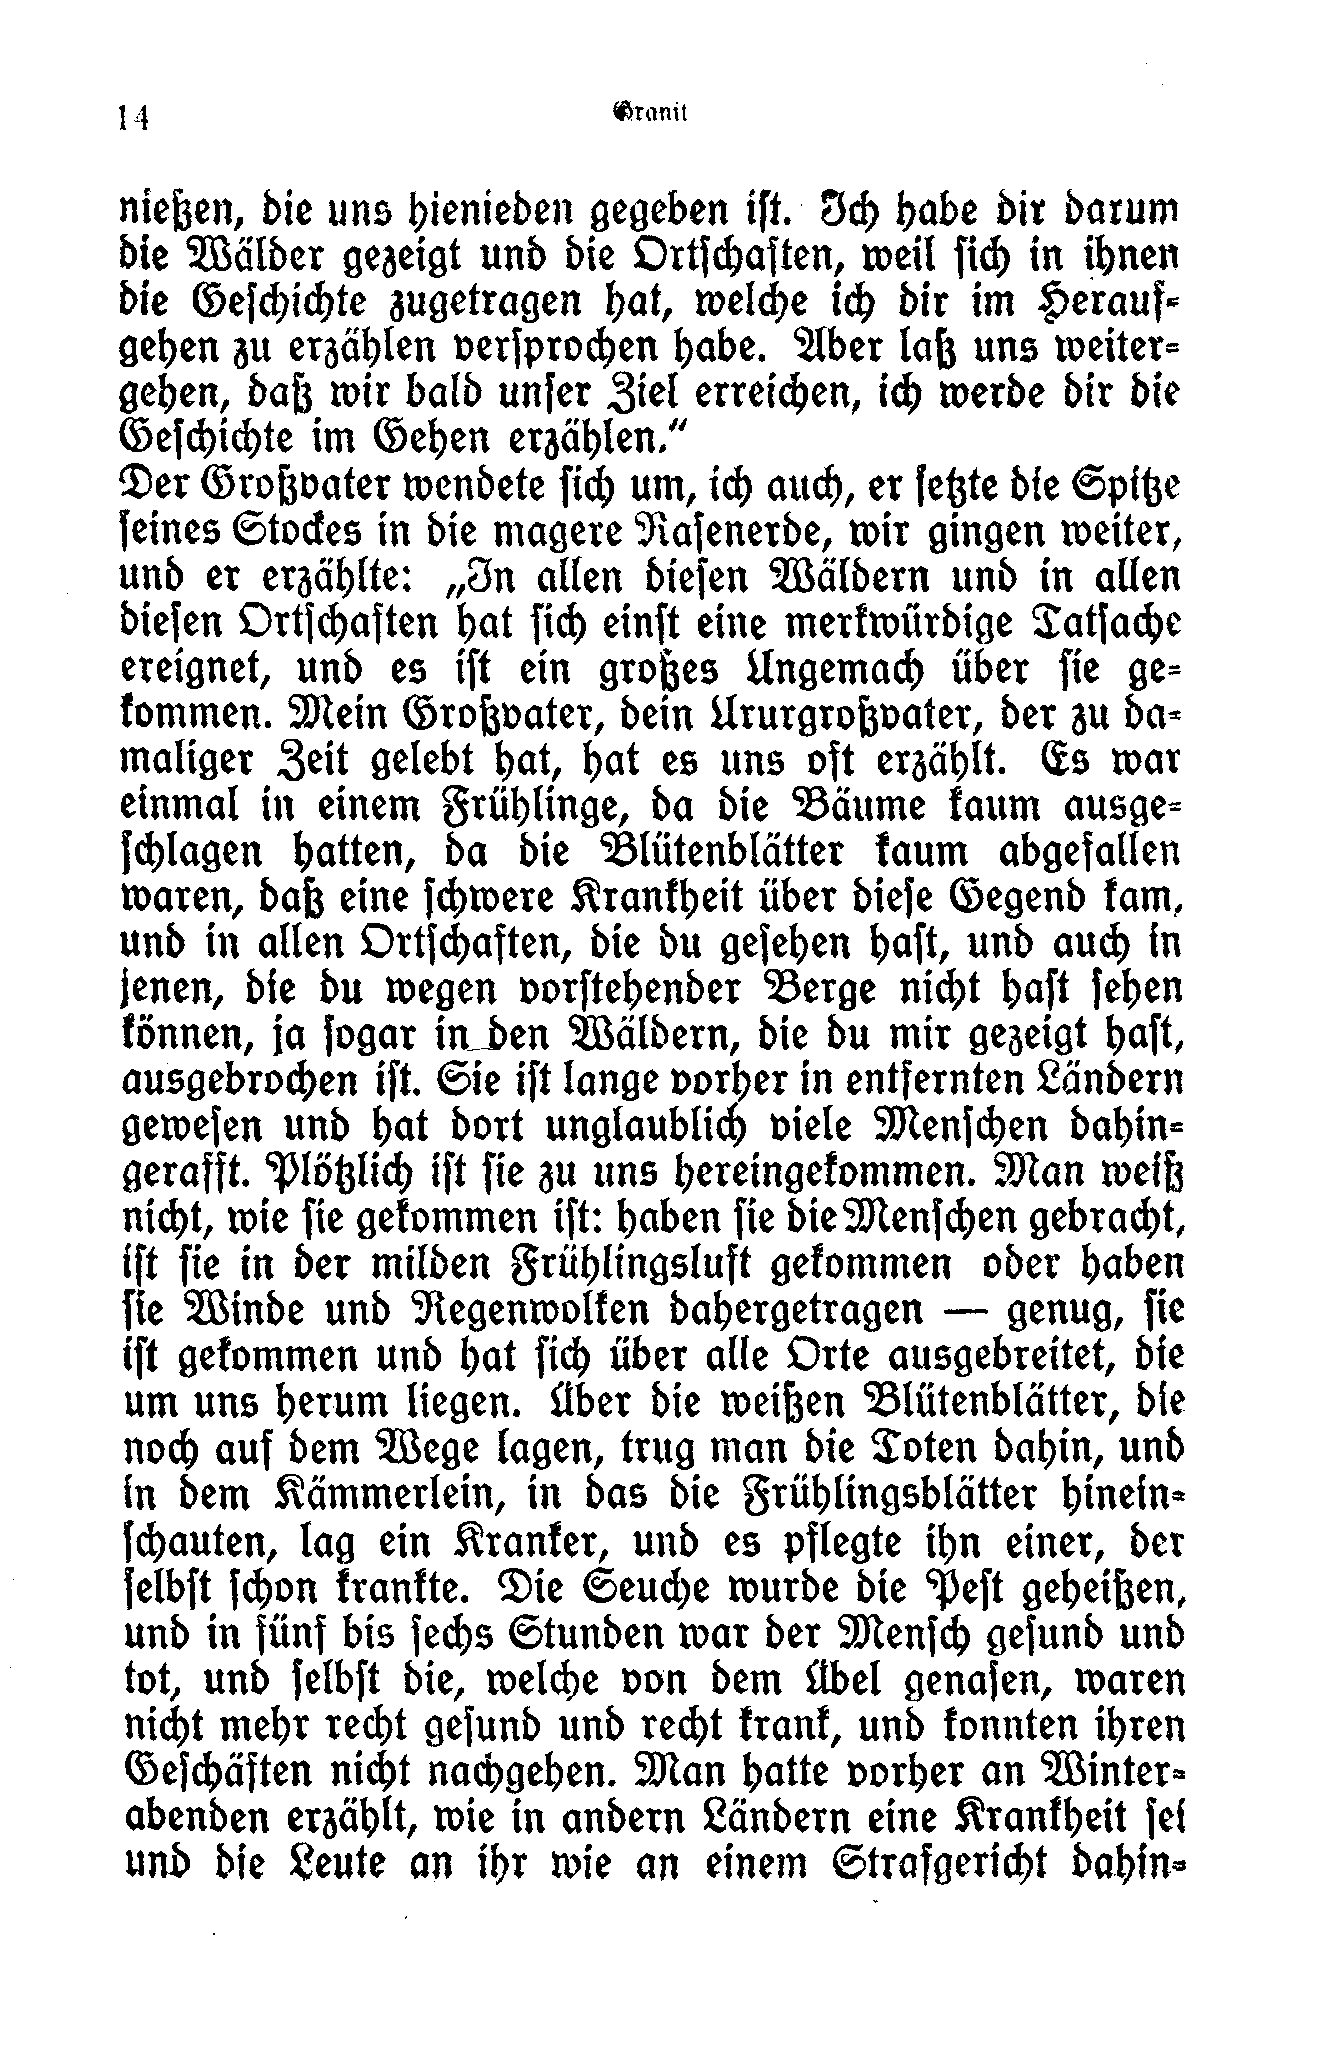 14
Granit
nießen, die uns hienieden gegeben ist. Ich habe dir darum
die Wälder gezeigt und die Ortschaften, weil sich in ihnen
die Geschichte zugetragen hat, welche ich dir im Herauf-
gehen zu erzählen versprochen habe. Aber laß uns weiter-
gehen, daß wir bald unser Ziel erreichen, ich werde dir die
Geschichte im Gehen erzählen.“
Der Großvater wendete sich um, ich auch, er setzte die Spitze
seines Stockes in die magere Rasenerde, wir gingen weiter,
und er erzählte: „In allen diesen Wäldern und in allen
diesen Ortschaften hat sich einst eine merkwürdige Tatsache
ereignet, und es ist ein großes Ungemach über sie ge-
kommen. Mein Großvater, dein Ururgroßvater, der zu da-
maliger Zeit gelebt hat, hat es uns oft erzählt. Es war
einmal in einem Frühlinge, da die Bäume kaum ausge-
schlagen hatten, da die Blütenblätter kaum abgefallen
waren, daß eine schwere Krankheit über diese Gegend kam,
und in allen Ortschaften, die du gesehen hast, und auch in
jenen, die du wegen vorstehender Berge nicht hast sehen
können, ja sogar in den Wäldern, die du mir gezeigt hast,
ausgebrochen ist. Sie ist lange vorher in entfernten Ländern
gewesen und hat dort unglaublich viele Menschen dahin-
gerafft. Plötzlich ist sie zu uns hereingekommen. Man weiß
nicht, wie sie gekommen ist: haben sie die Menschen gebracht,
ist sie in der milden Frühlingsluft gekommen oder haben
sie Winde und Regenwolken dahergetragen — genug, sie
ist gekommen und hat sich über alle Orte ausgebreitet, die
um uns herum liegen. Über die weißen Blütenblätter, die
noch auf dem Wege lagen, trug man die Toten dahin, und
in dem Kämmerlein, in das die Frühlingsblätter hinein-
schauten, lag ein Kranker, und es pflegte ihn einer, der
selbst schon krankte. Die Seuche wurde die Pest geheißen,
und in fünf bis sechs Stunden war der Mensch gesund und
tot, und selbst die, welche von dem Übel genasen, waren
nicht mehr recht gesund und recht krank, und konnten ihren
Geschäften nicht nachgehen. Man hatte vorher an Winter-
abenden erzählt, wie in andern Ländern eine Krankheit sei
und die Leute an ihr wie an einem Strafgericht dahin-